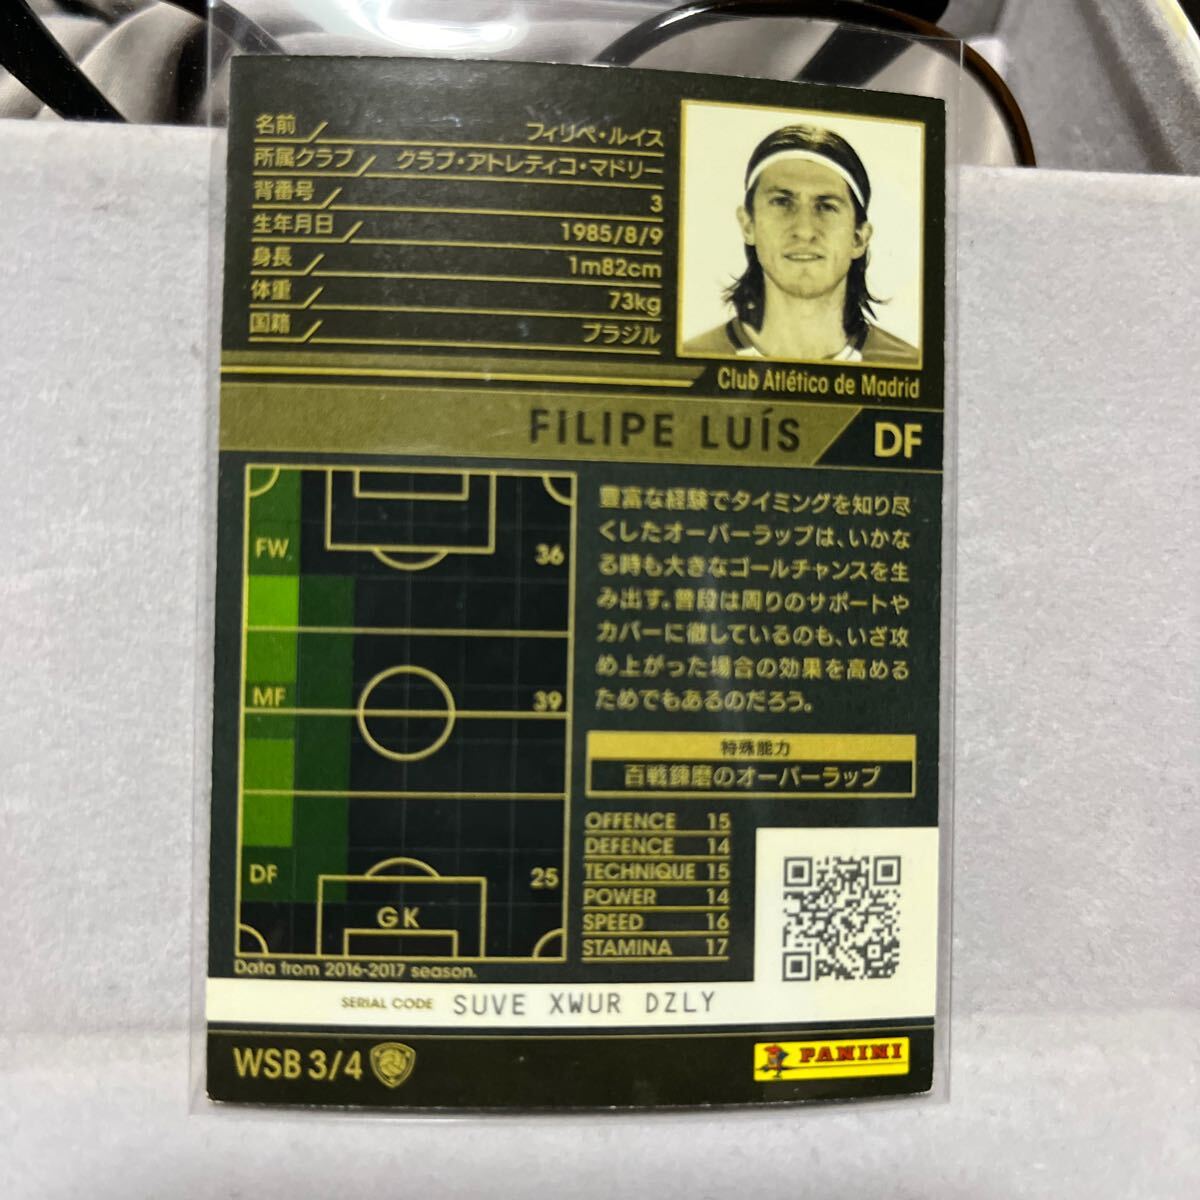 名前 フィリペ・ルイス
所属クラブ クラブ・アトレティコ・マドリー
背番号 3
生年月日 1985/8/9
身長 1m82cm
体重 73kg
国籍 ブラジル
Club Atlético de Madrid
FILIPE LUÍS DF
FW 36
MF 39
DF 25
GK
Data from 2016-2017 season.
豊富な経験でタイミングを知り尽
くしたオーバーラップは、いかな
る時も大きなゴールチャンスを生
み出す。普段は周りのサポートや
カバーに徹しているのも、いざ攻
め上がった場合の効果を高める
ためでもあるのだろう。
特殊能力
百戦錬磨のオーバーラップ
OFFENCE 15
DEFENCE 14
TECHNIQUE 15
POWER 14
SPEED 16
STAMINA 17
SERIAL CODE SUVE XWUR DZLY
WSB 3/4
PANINI